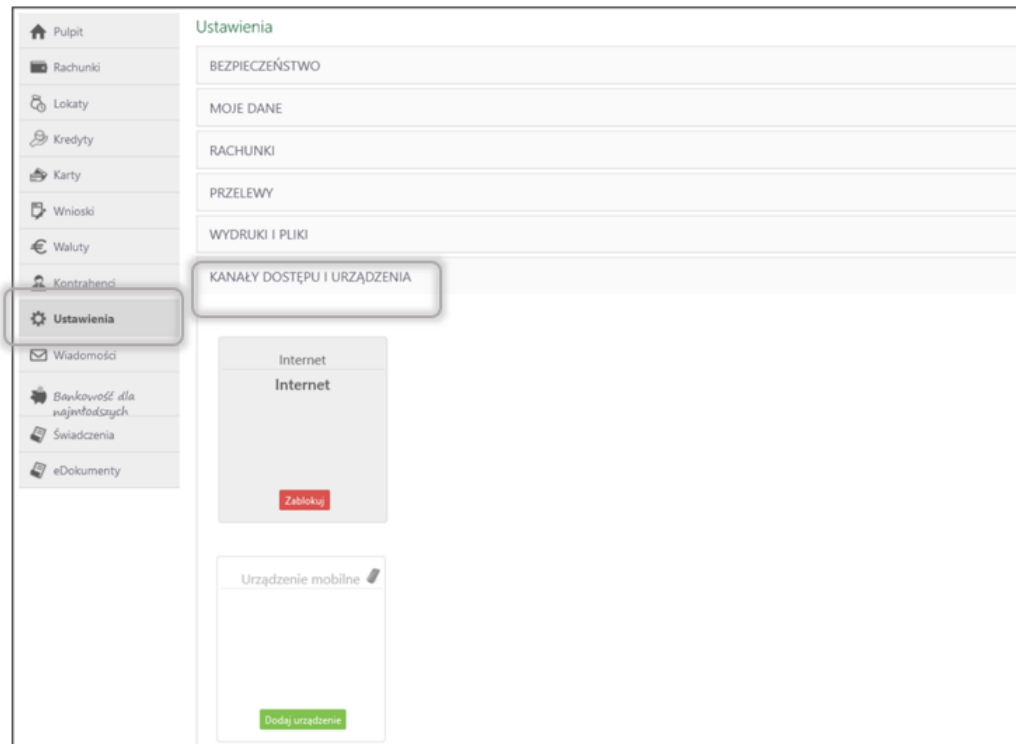 Pulpit
Rachunki
Lokaty
Kredyty
Karty
Wnioski
Waluty
Kontrahenci
Ustawienia
Wiadomości
Bankowość dla
najmłodszych
Świadczenia
eDokumenty
Ustawienia
BEZPIECZEŃSTWO
MOJE DANE
RACHUNKI
PRZELEWY
WYDRUKI I PLIKI
KANAŁY DOSTĘPU I URZĄDZENIA
Internet
Internet
Zablokuj
Urządzenie mobilne
Dodaj urządzenie